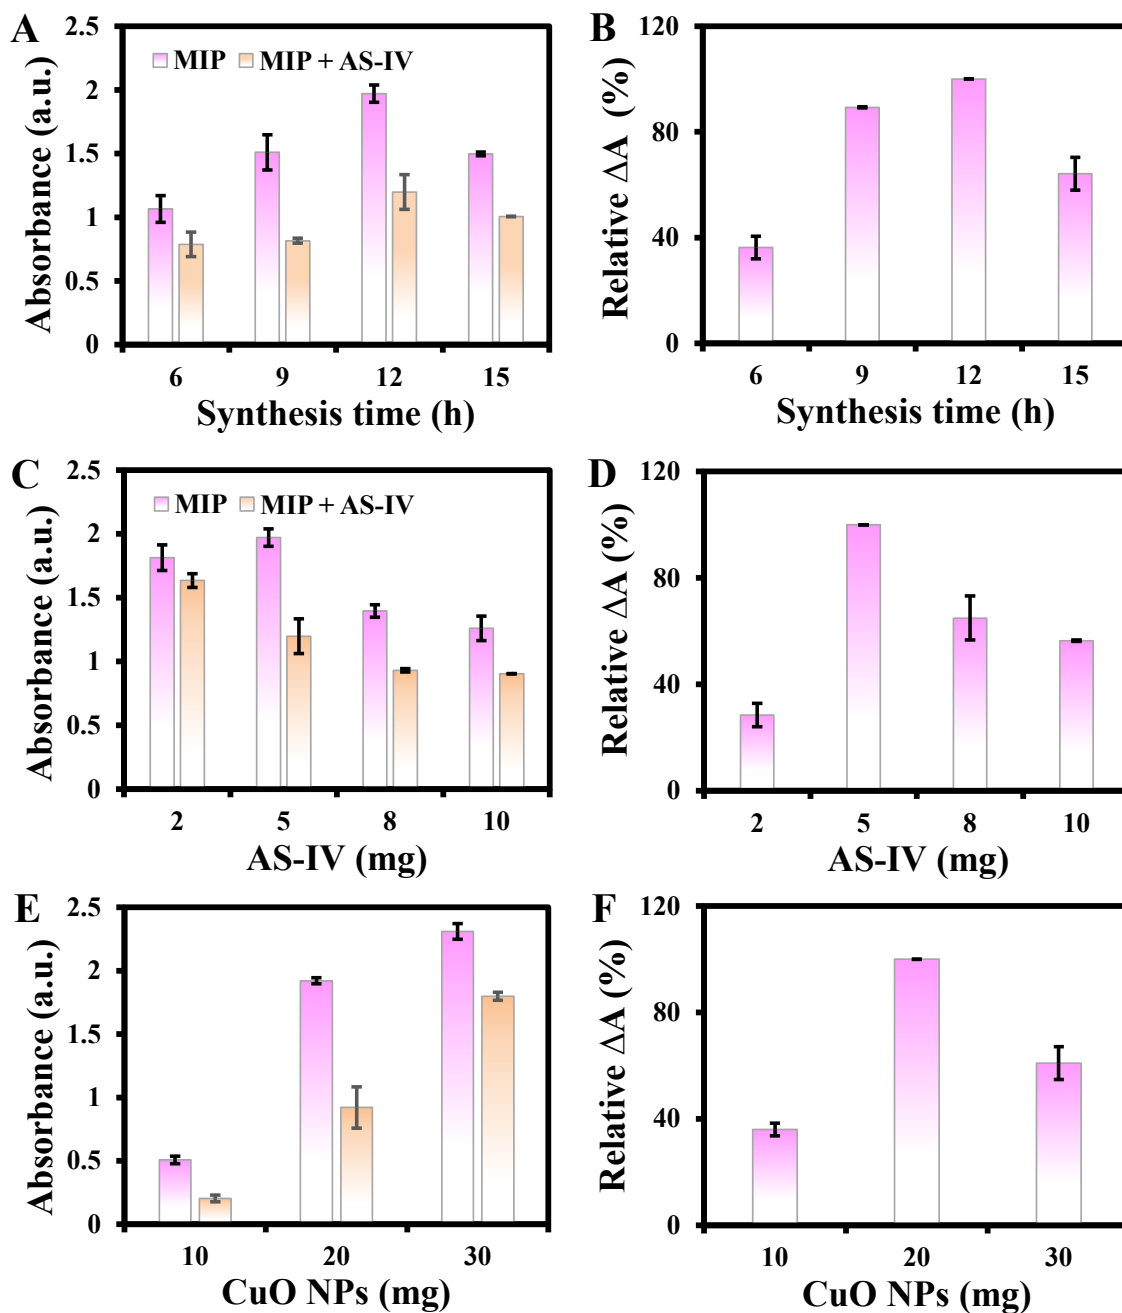 A
Absorbance (a.u.)
2.5
2
1.5
1
0.5
0
MIP MIP + AS-IV
6 9 12 15
Synthesis time (h)
B
Relative ΔA (%)
120
80
40
0
6 9 12 15
Synthesis time (h)
C
Absorbance (a.u.)
2.5
2
1.5
1
0.5
0
MIP MIP + AS-IV
2 5 8 10
AS-IV (mg)
D
Relative ΔA (%)
120
80
40
0
2 5 8 10
AS-IV (mg)
E
Absorbance (a.u.)
2.5
2
1.5
1
0.5
0
10 20 30
CuO NPs (mg)
F
Relative ΔA (%)
120
80
40
0
10 20 30
CuO NPs (mg)